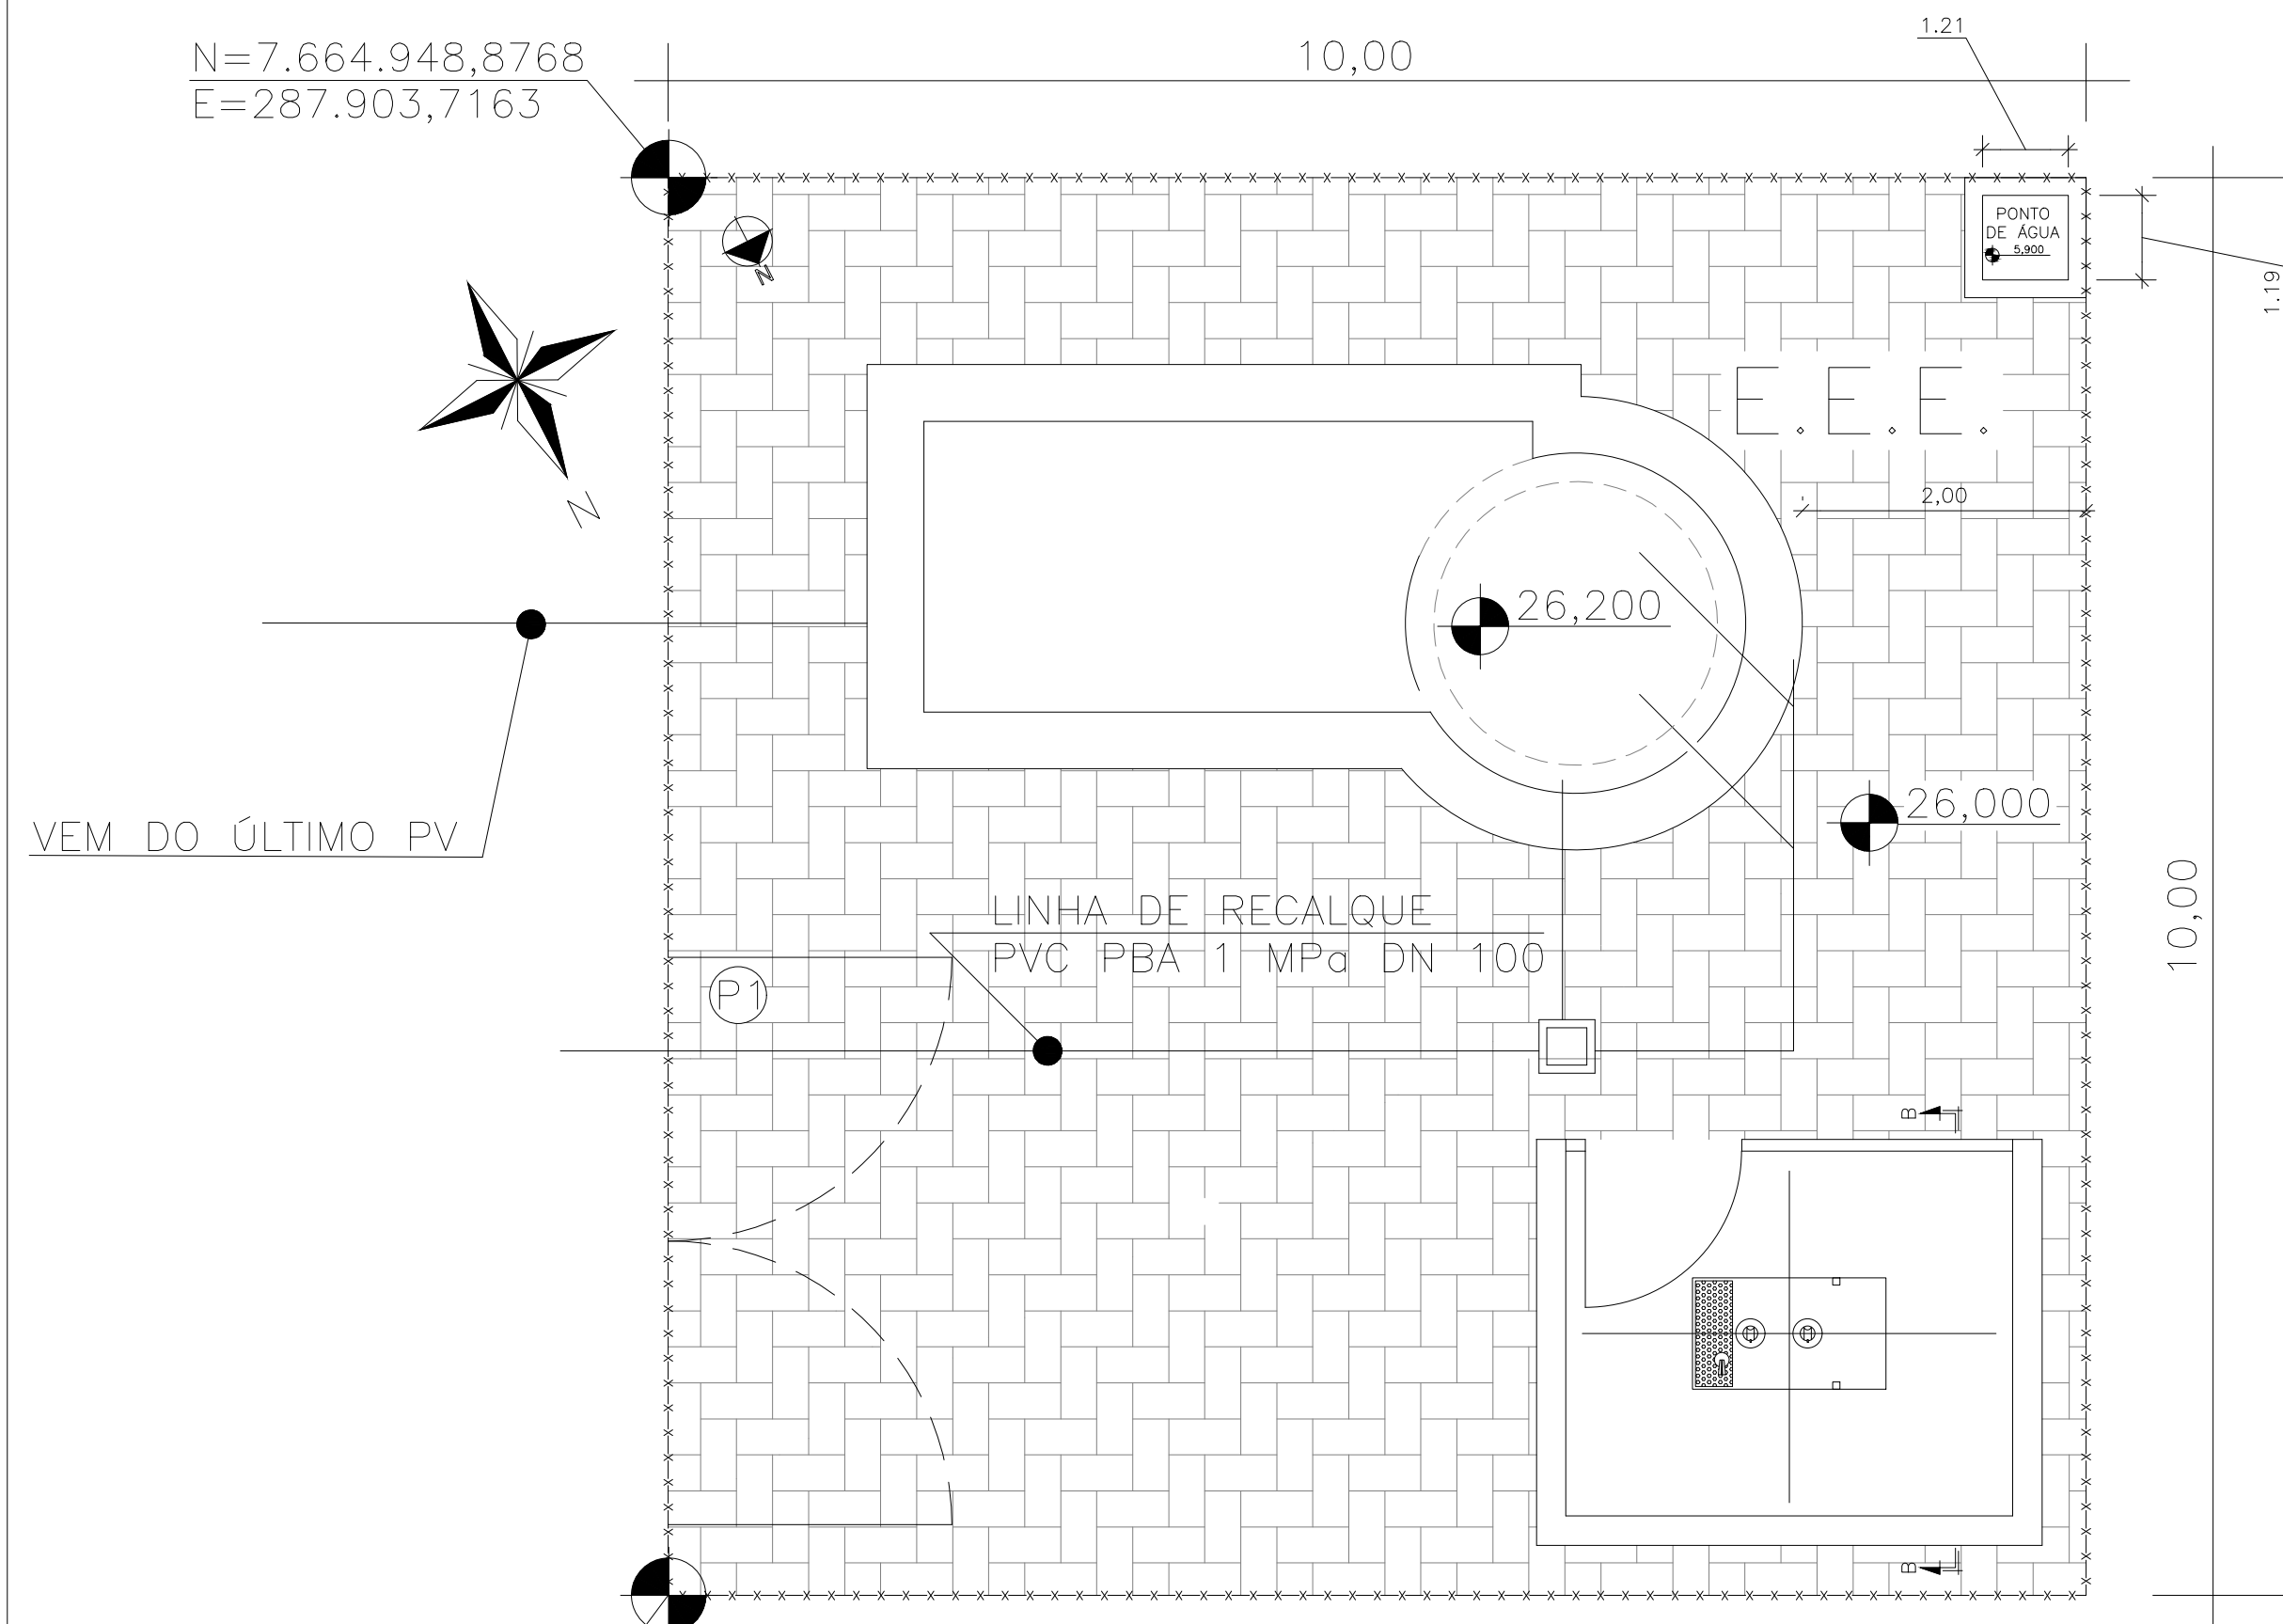 1.21
N=7.664.948,8768
E=287.903,7163
10,00
PONTO
DE ÁGUA
5,900
1.19
N
N
E.E.E.
2,00
26,200
26,000
VEM DO ÚLTIMO PV
10,00
LINHA DE RECALQUE
PVC PBA 1 MPa DN 100
P1
B
M
M
B